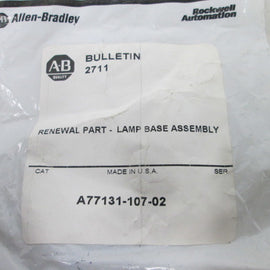 Allen-Bradley
Rockwell
Automation
AB
QUALITY
BULLETIN
2711
RENEWAL PART - LAMP BASE ASSEMBLY
CAT
MADE IN U.S.A.
SER.
A77131-107-02